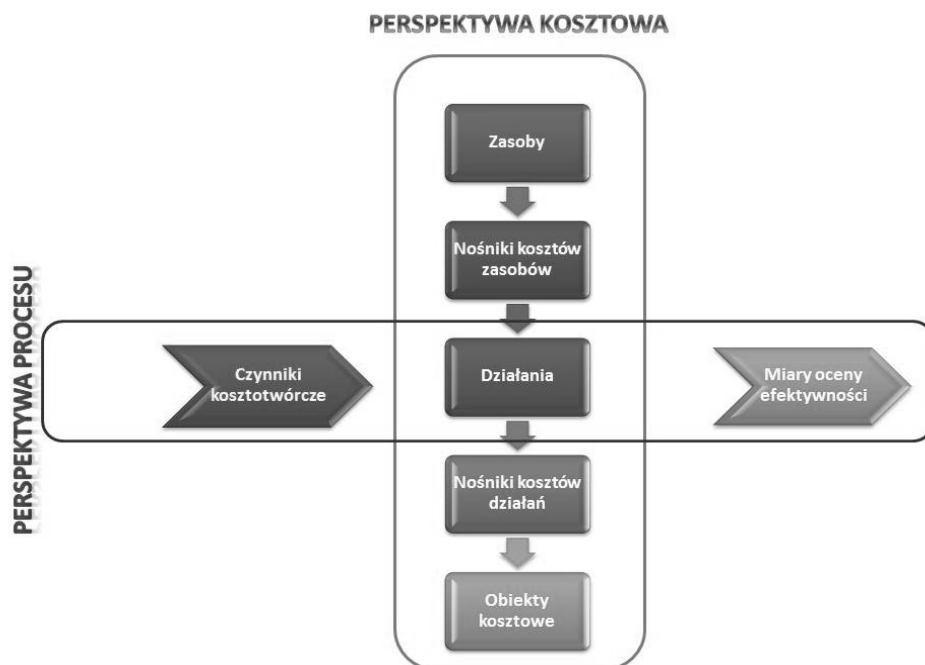 PERSPEKTYWA KOSZTOWA
Zasoby
Nośniki kosztów
zasobów
PERSPEKTYWA PROCESU
Czynniki
kosztotwórcze
Działania
Miary oceny
efektywności
Nośniki kosztów
działań
Obiekty
kosztowe